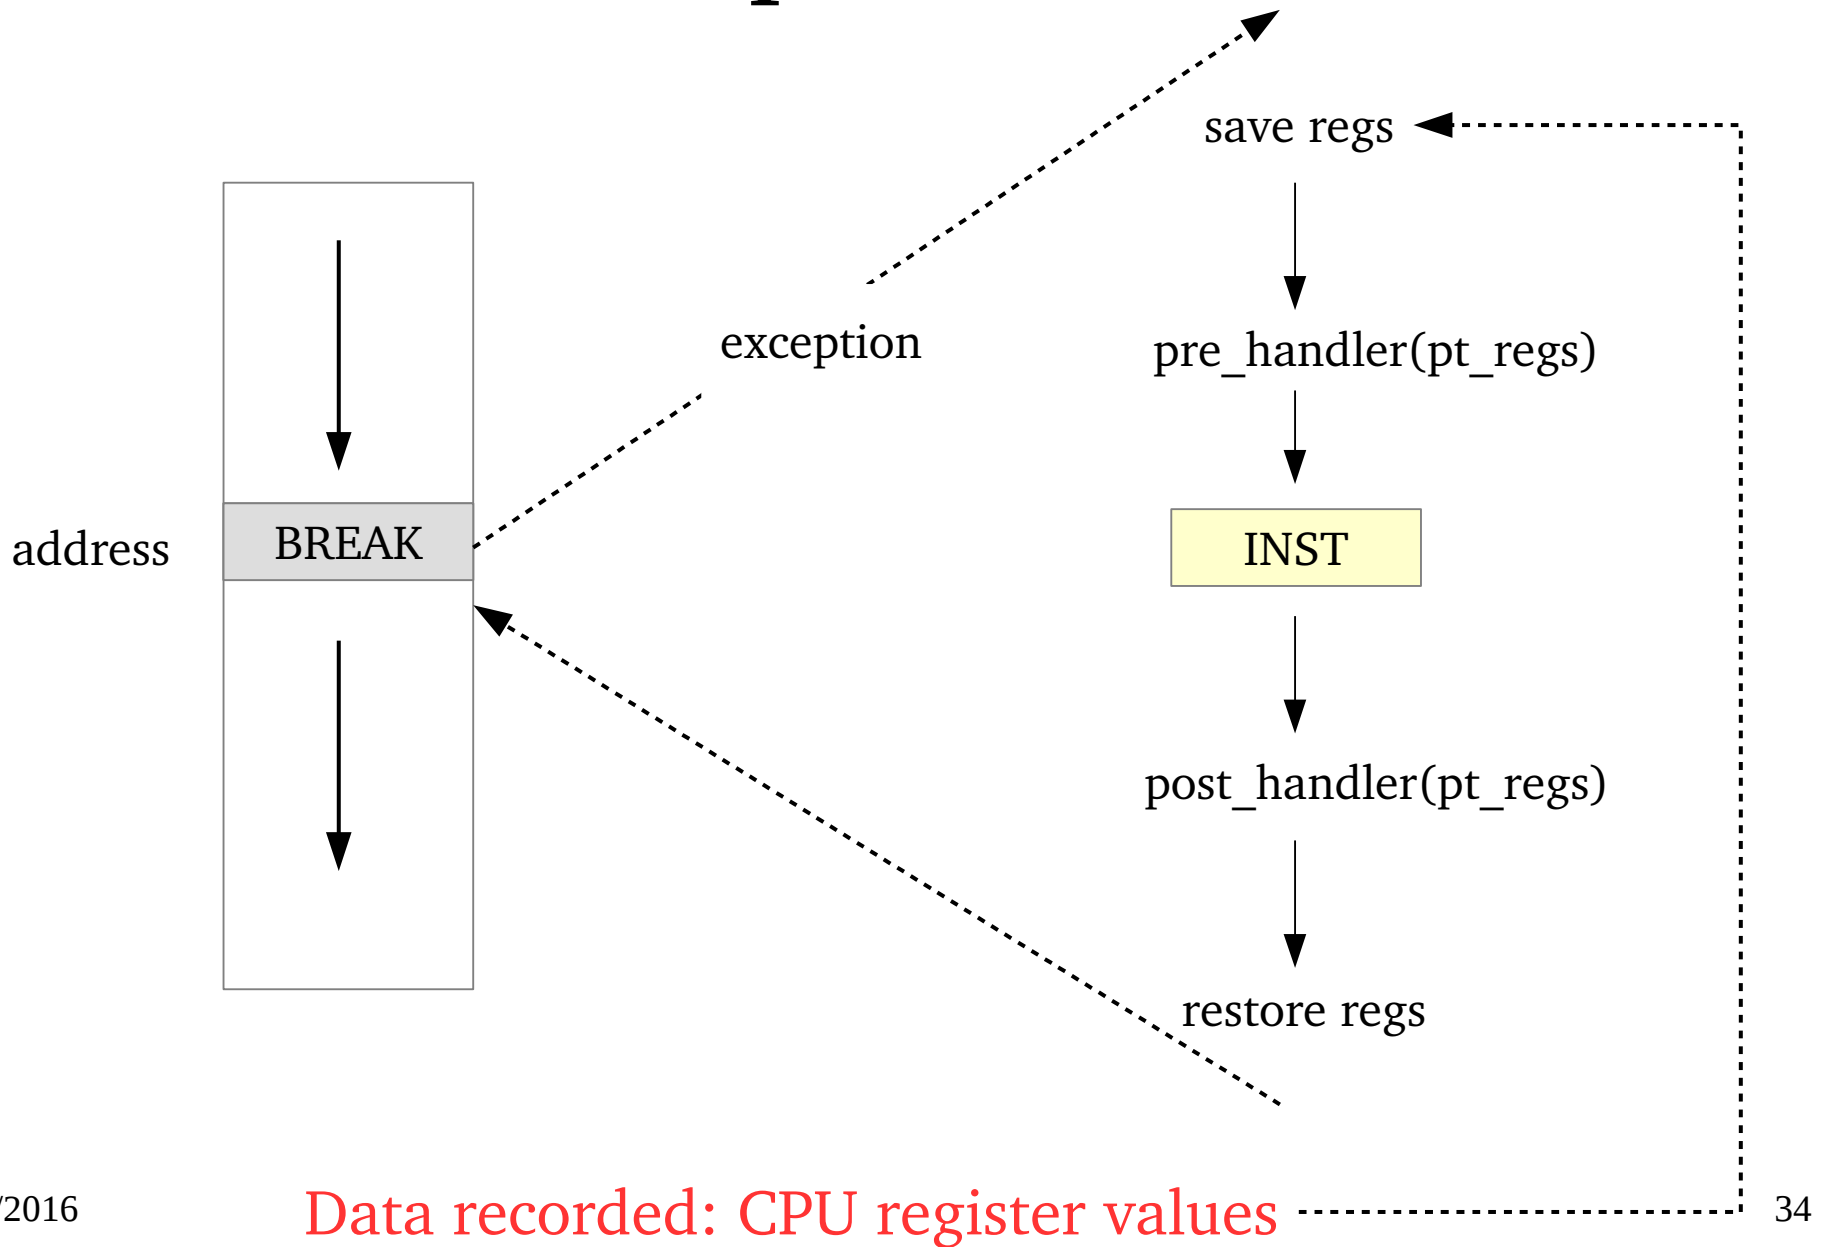 save regs
exception
pre_handler(pt_regs)
address
BREAK
INST
post_handler(pt_regs)
restore regs
/2016
Data recorded: CPU register values
34